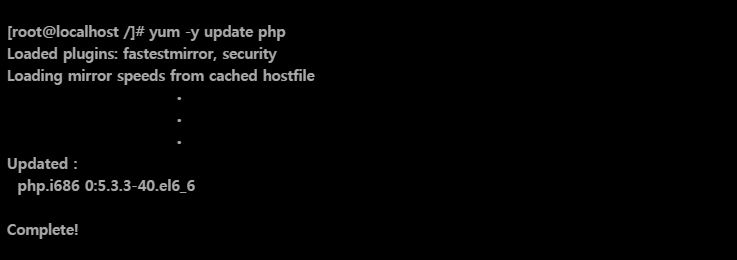 [root@localhost /]# yum -y update php
Loaded plugins: fastestmirror, security
Loading mirror speeds from cached hostfile
.
.
.
Updated :
php.i686 0:5.3.3-40.el6_6
Complete!